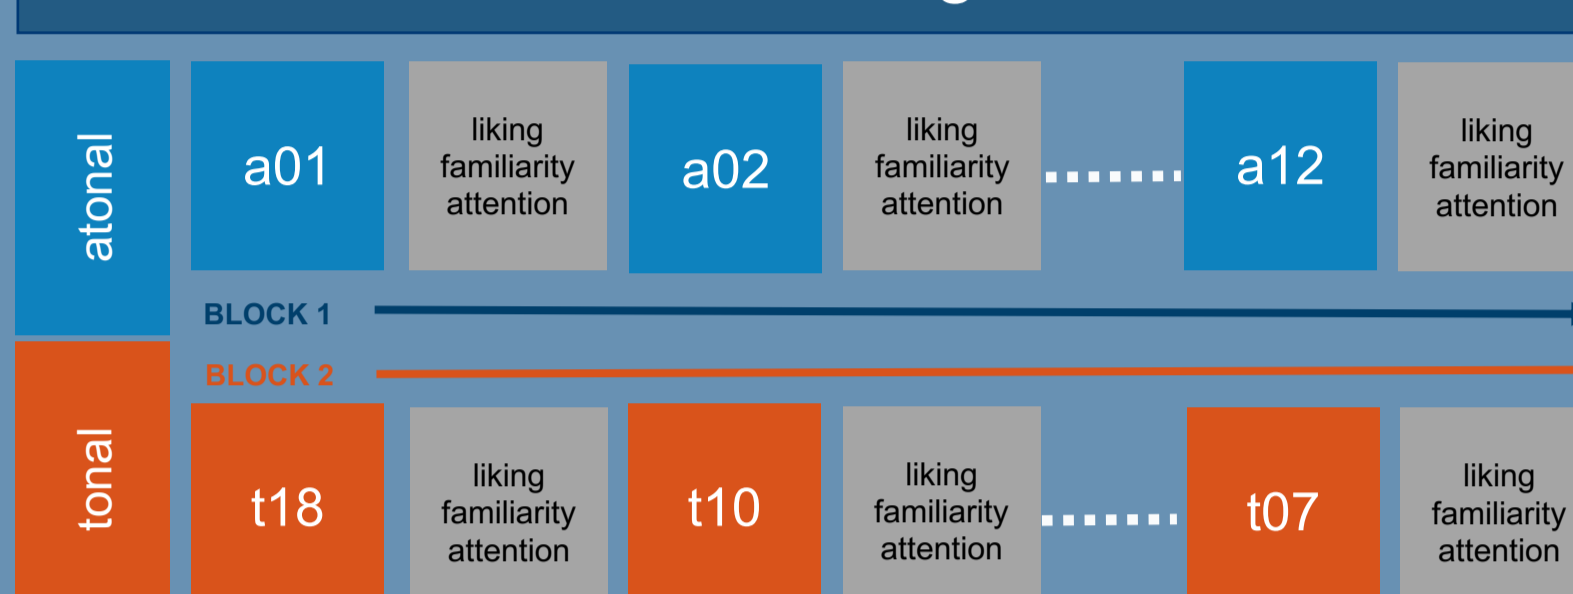 atonal
a01
liking
familiarity
attention
a02
liking
familiarity
attention
a12
liking
familiarity
attention
BLOCK 1
BLOCK 2
tonal
t18
liking
familiarity
attention
t10
liking
familiarity
attention
t07
liking
familiarity
attention